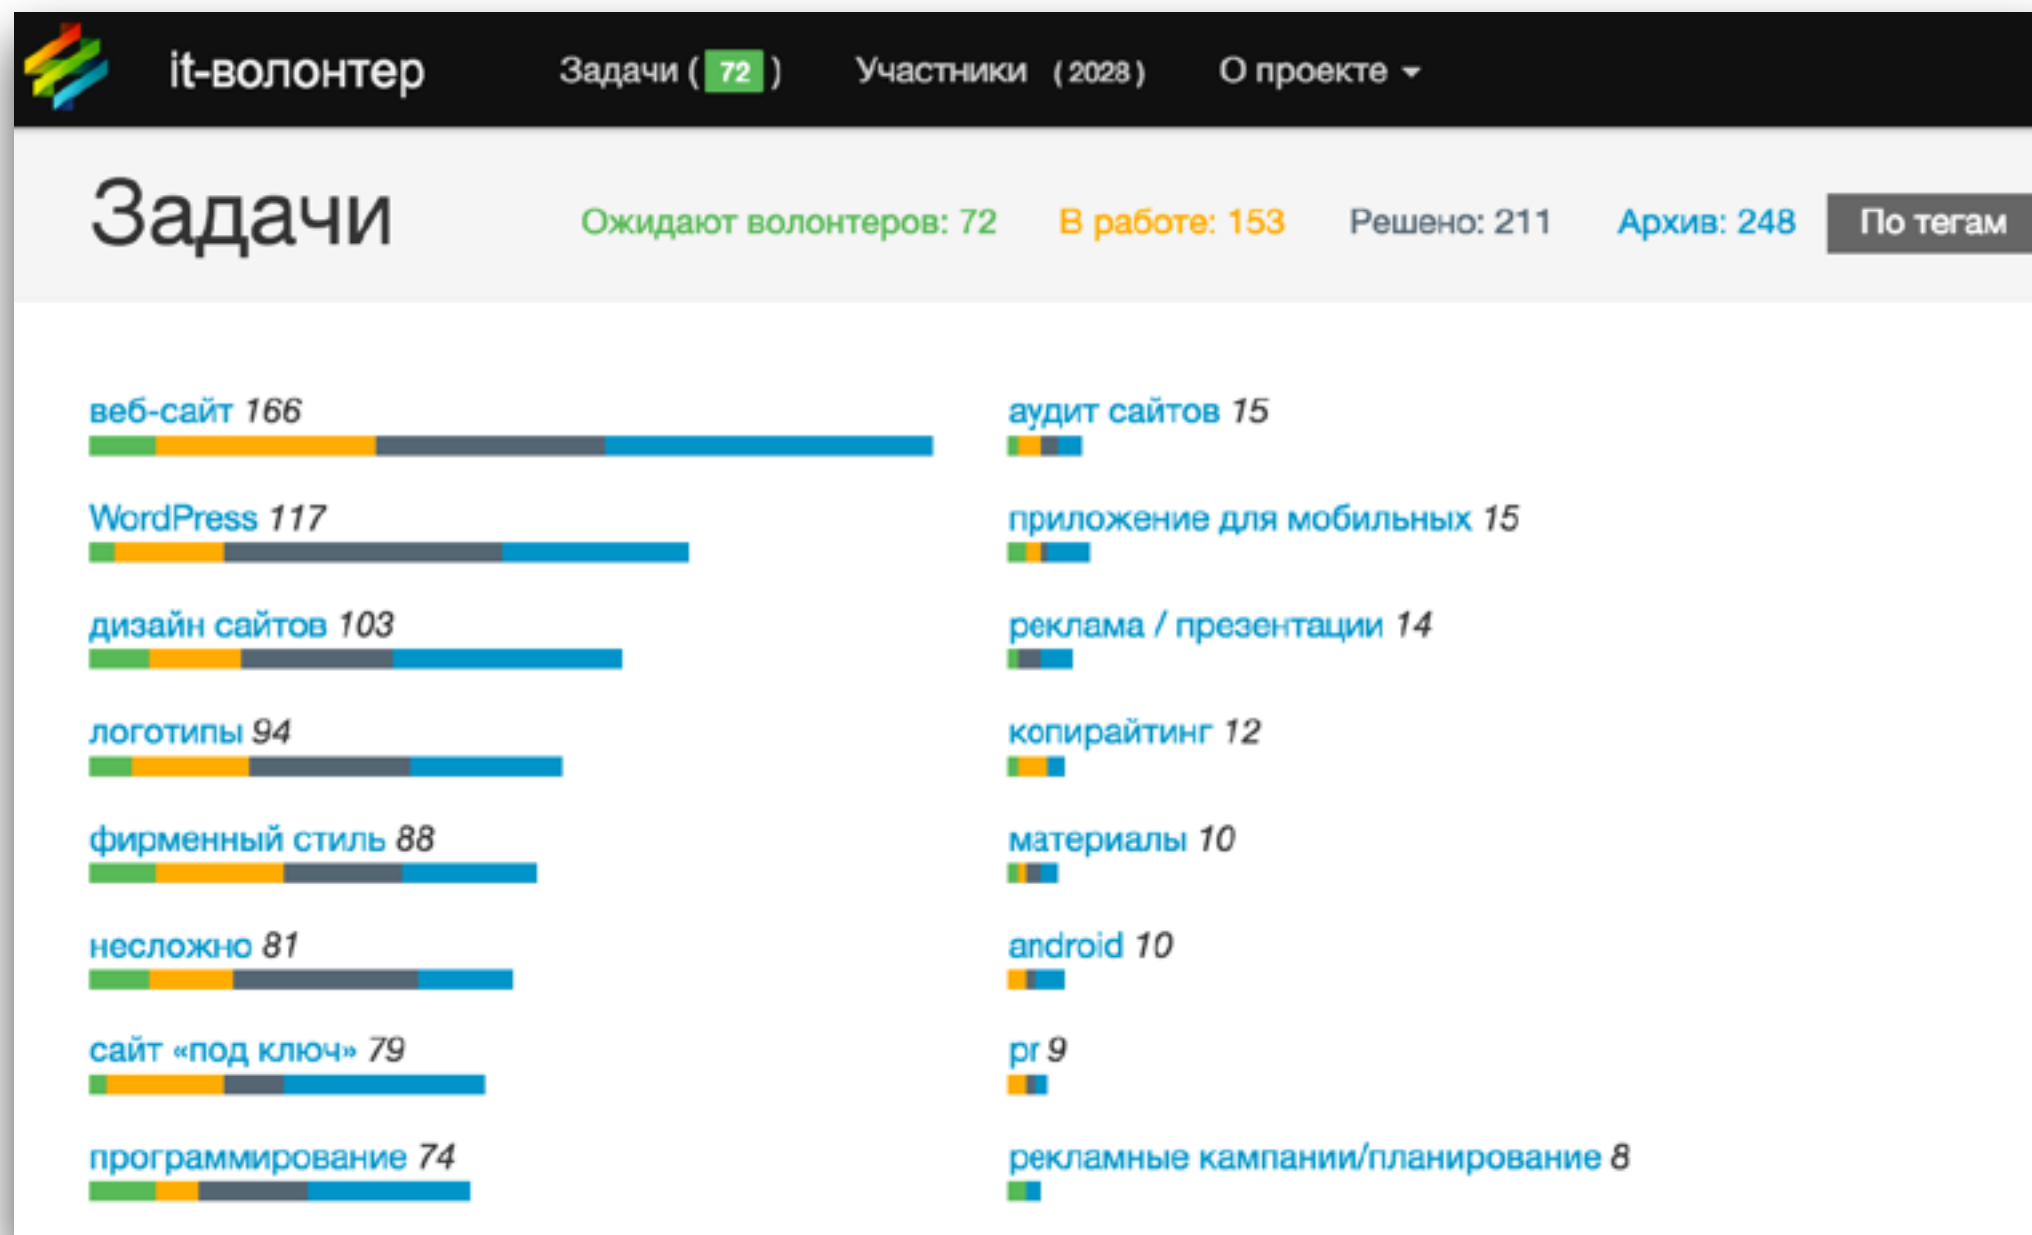 it-волонтер Задачи ( 72 ) Участники ( 2028 ) О проекте
Задачи Ожидают волонтеров: 72 В работе: 153 Решено: 211 Архив: 248 По тегам
веб-сайт 166
WordPress 117
дизайн сайтов 103
логотипы 94
фирменный стиль 88
несложно 81
сайт «под ключ» 79
программирование 74
аудит сайтов 15
приложение для мобильных 15
реклама / презентации 14
копирайтинг 12
материалы 10
android 10
pr 9
рекламные кампании/планирование 8